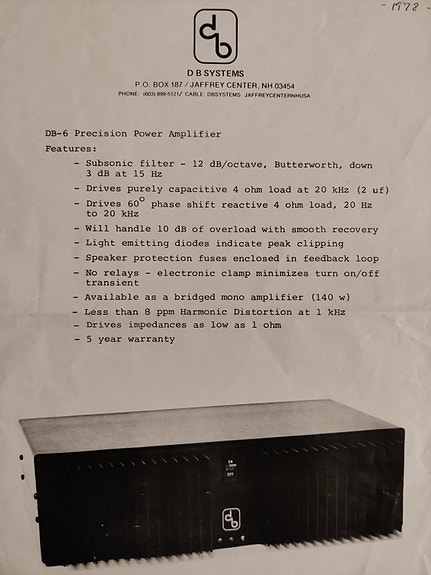 - 1978 -
db
D B SYSTEMS
P.O. BOX 187 / JAFFREY CENTER, NH 03454
PHONE: (603) 899-5121/ CABLE: DBSYSTEMS JAFFREYCENTERNHUSA
DB-6 Precision Power Amplifier
Features:
- Subsonic filter - 12 dB/octave, Butterworth, down
3 dB at 15 Hz
- Drives purely capacitive 4 ohm load at 20 kHz (2 uf)
- Drives 60° phase shift reactive 4 ohm load, 20 Hz
to 20 kHz
- Will handle 10 dB of overload with smooth recovery
- Light emitting diodes indicate peak clipping
- Speaker protection fuses enclosed in feedback loop
- No relays - electronic clamp minimizes turn on/off
transient
- Available as a bridged mono amplifier (140 w)
- Less than 8 ppm Harmonic Distortion at 1 kHz
- Drives impedances as low as 1 ohm
- 5 year warranty
ON
OFF
db